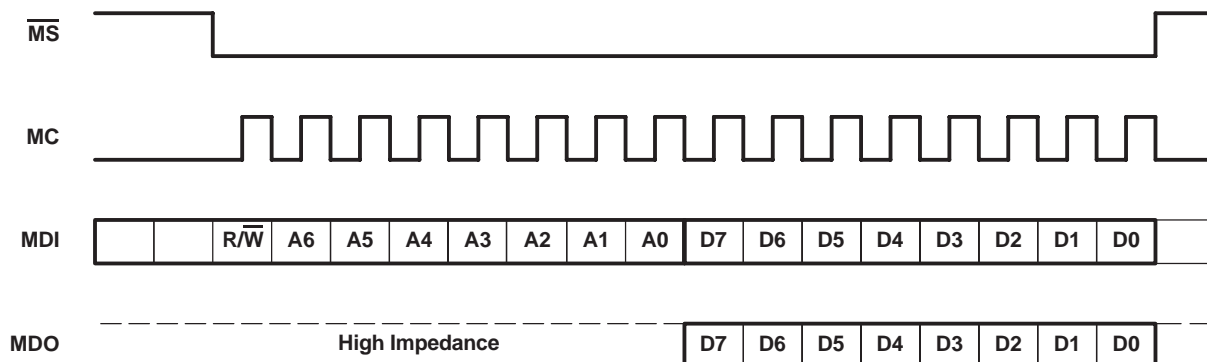 M̅S̅
MC
MDI R/W̅ A6 A5 A4 A3 A2 A1 A0 D7 D6 D5 D4 D3 D2 D1 D0
MDO High Impedance D7 D6 D5 D4 D3 D2 D1 D0